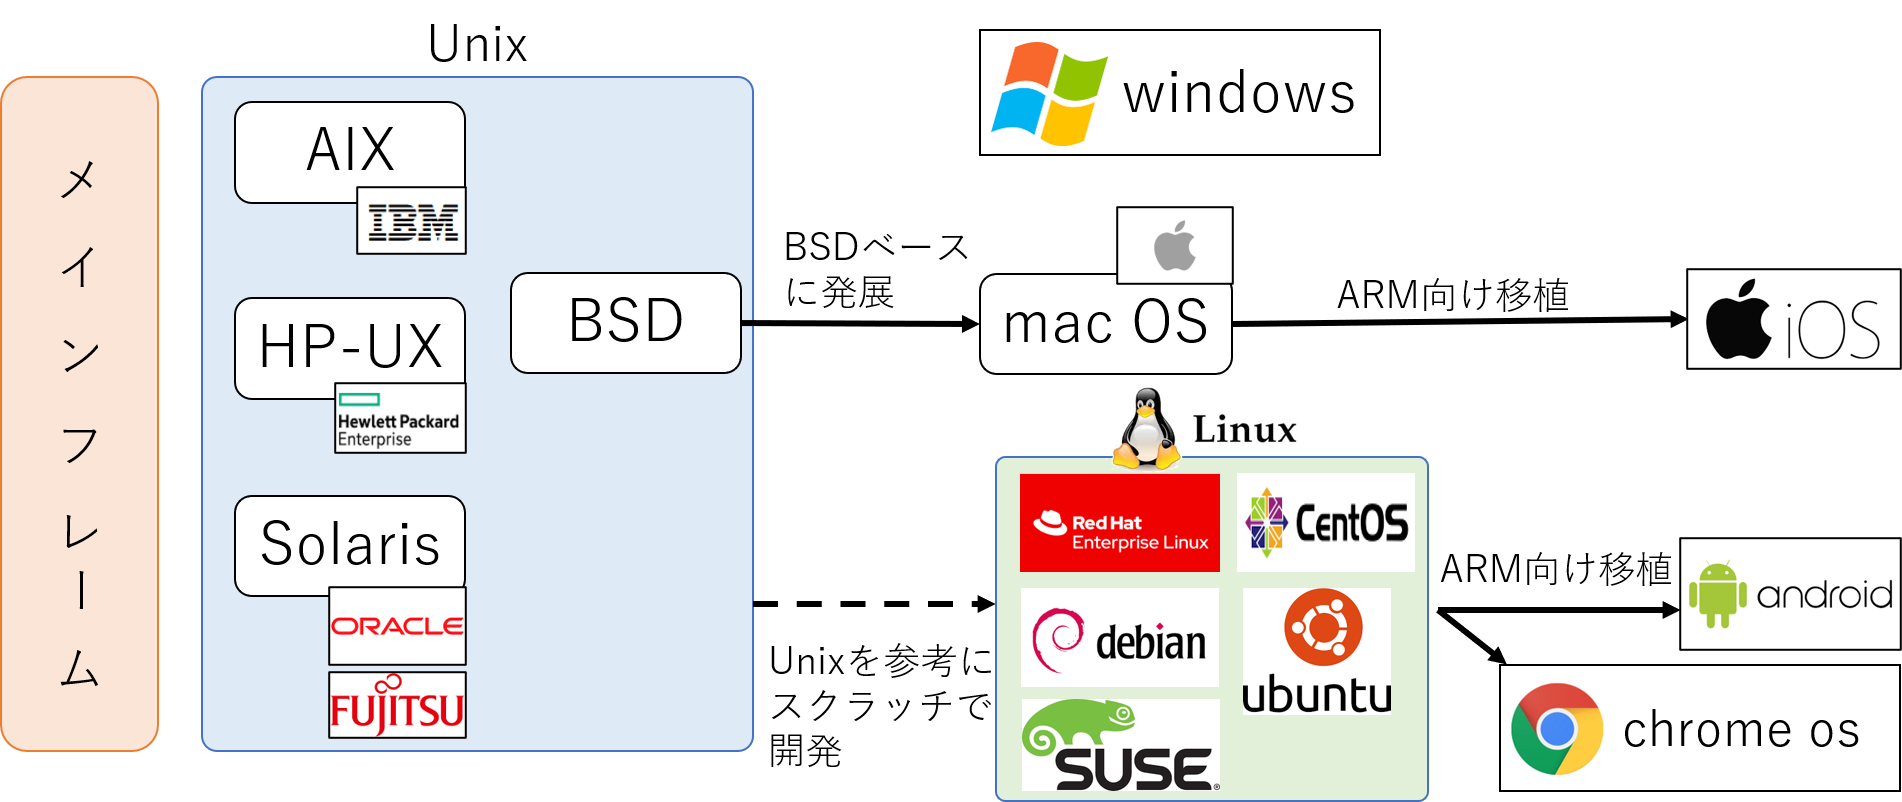 メインフレーム
Unix
AIX
IBM
HP-UX
Hewlett Packard
Enterprise
Solaris
ORACLE
FUJITSU
BSD
BSDベース
に発展
windows
mac OS
ARM向け移植
iOS
Unixを参考に
スクラッチで
開発
Linux
Red Hat
Enterprise Linux
CentOS
debian
ubuntu
SUSE®
ARM向け移植
android
chrome os